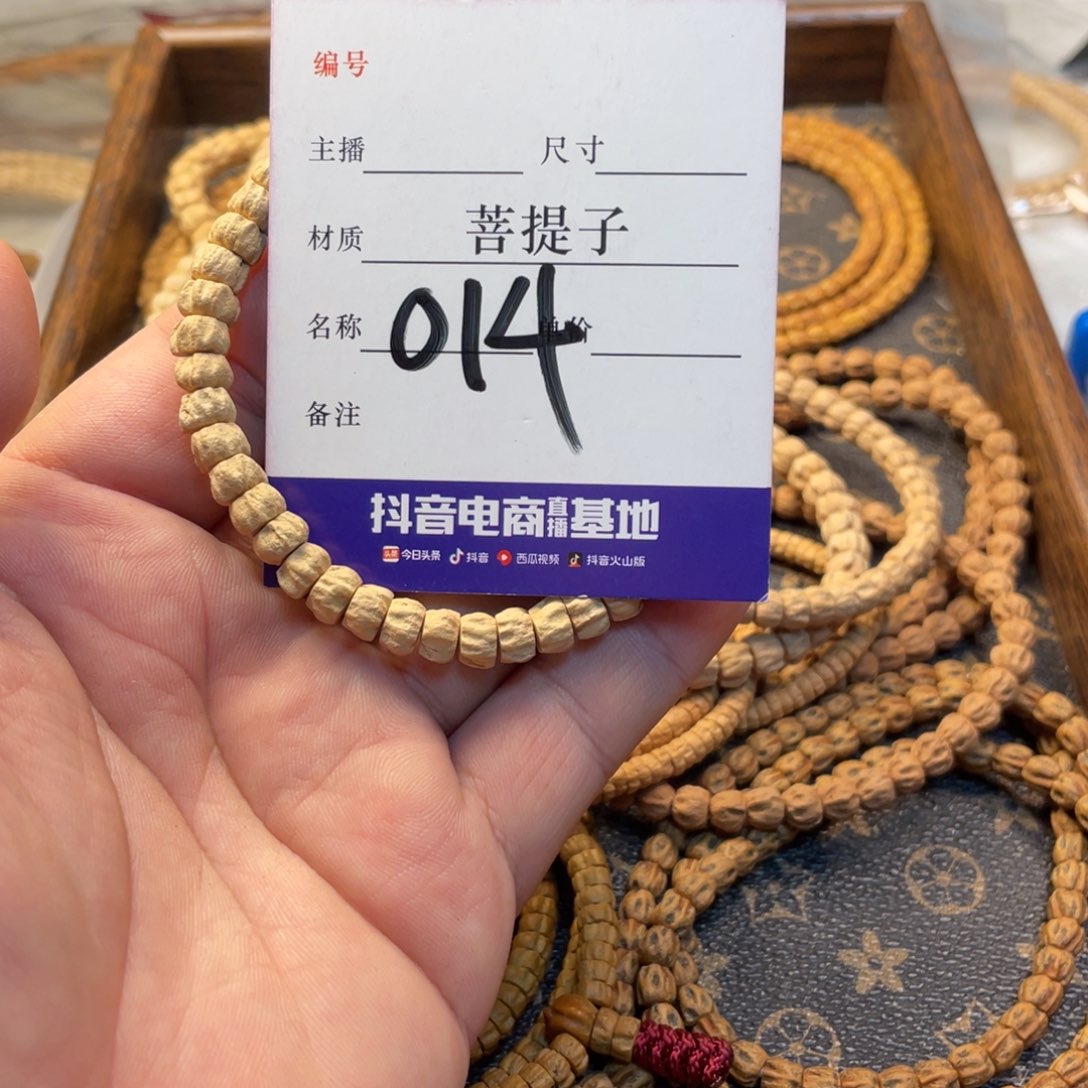 编号
主播 尺寸
材质 菩提子
名称 014 单价
备注
抖音电商直播基地
头条 今日头条 抖音 西瓜视频 抖音火山版